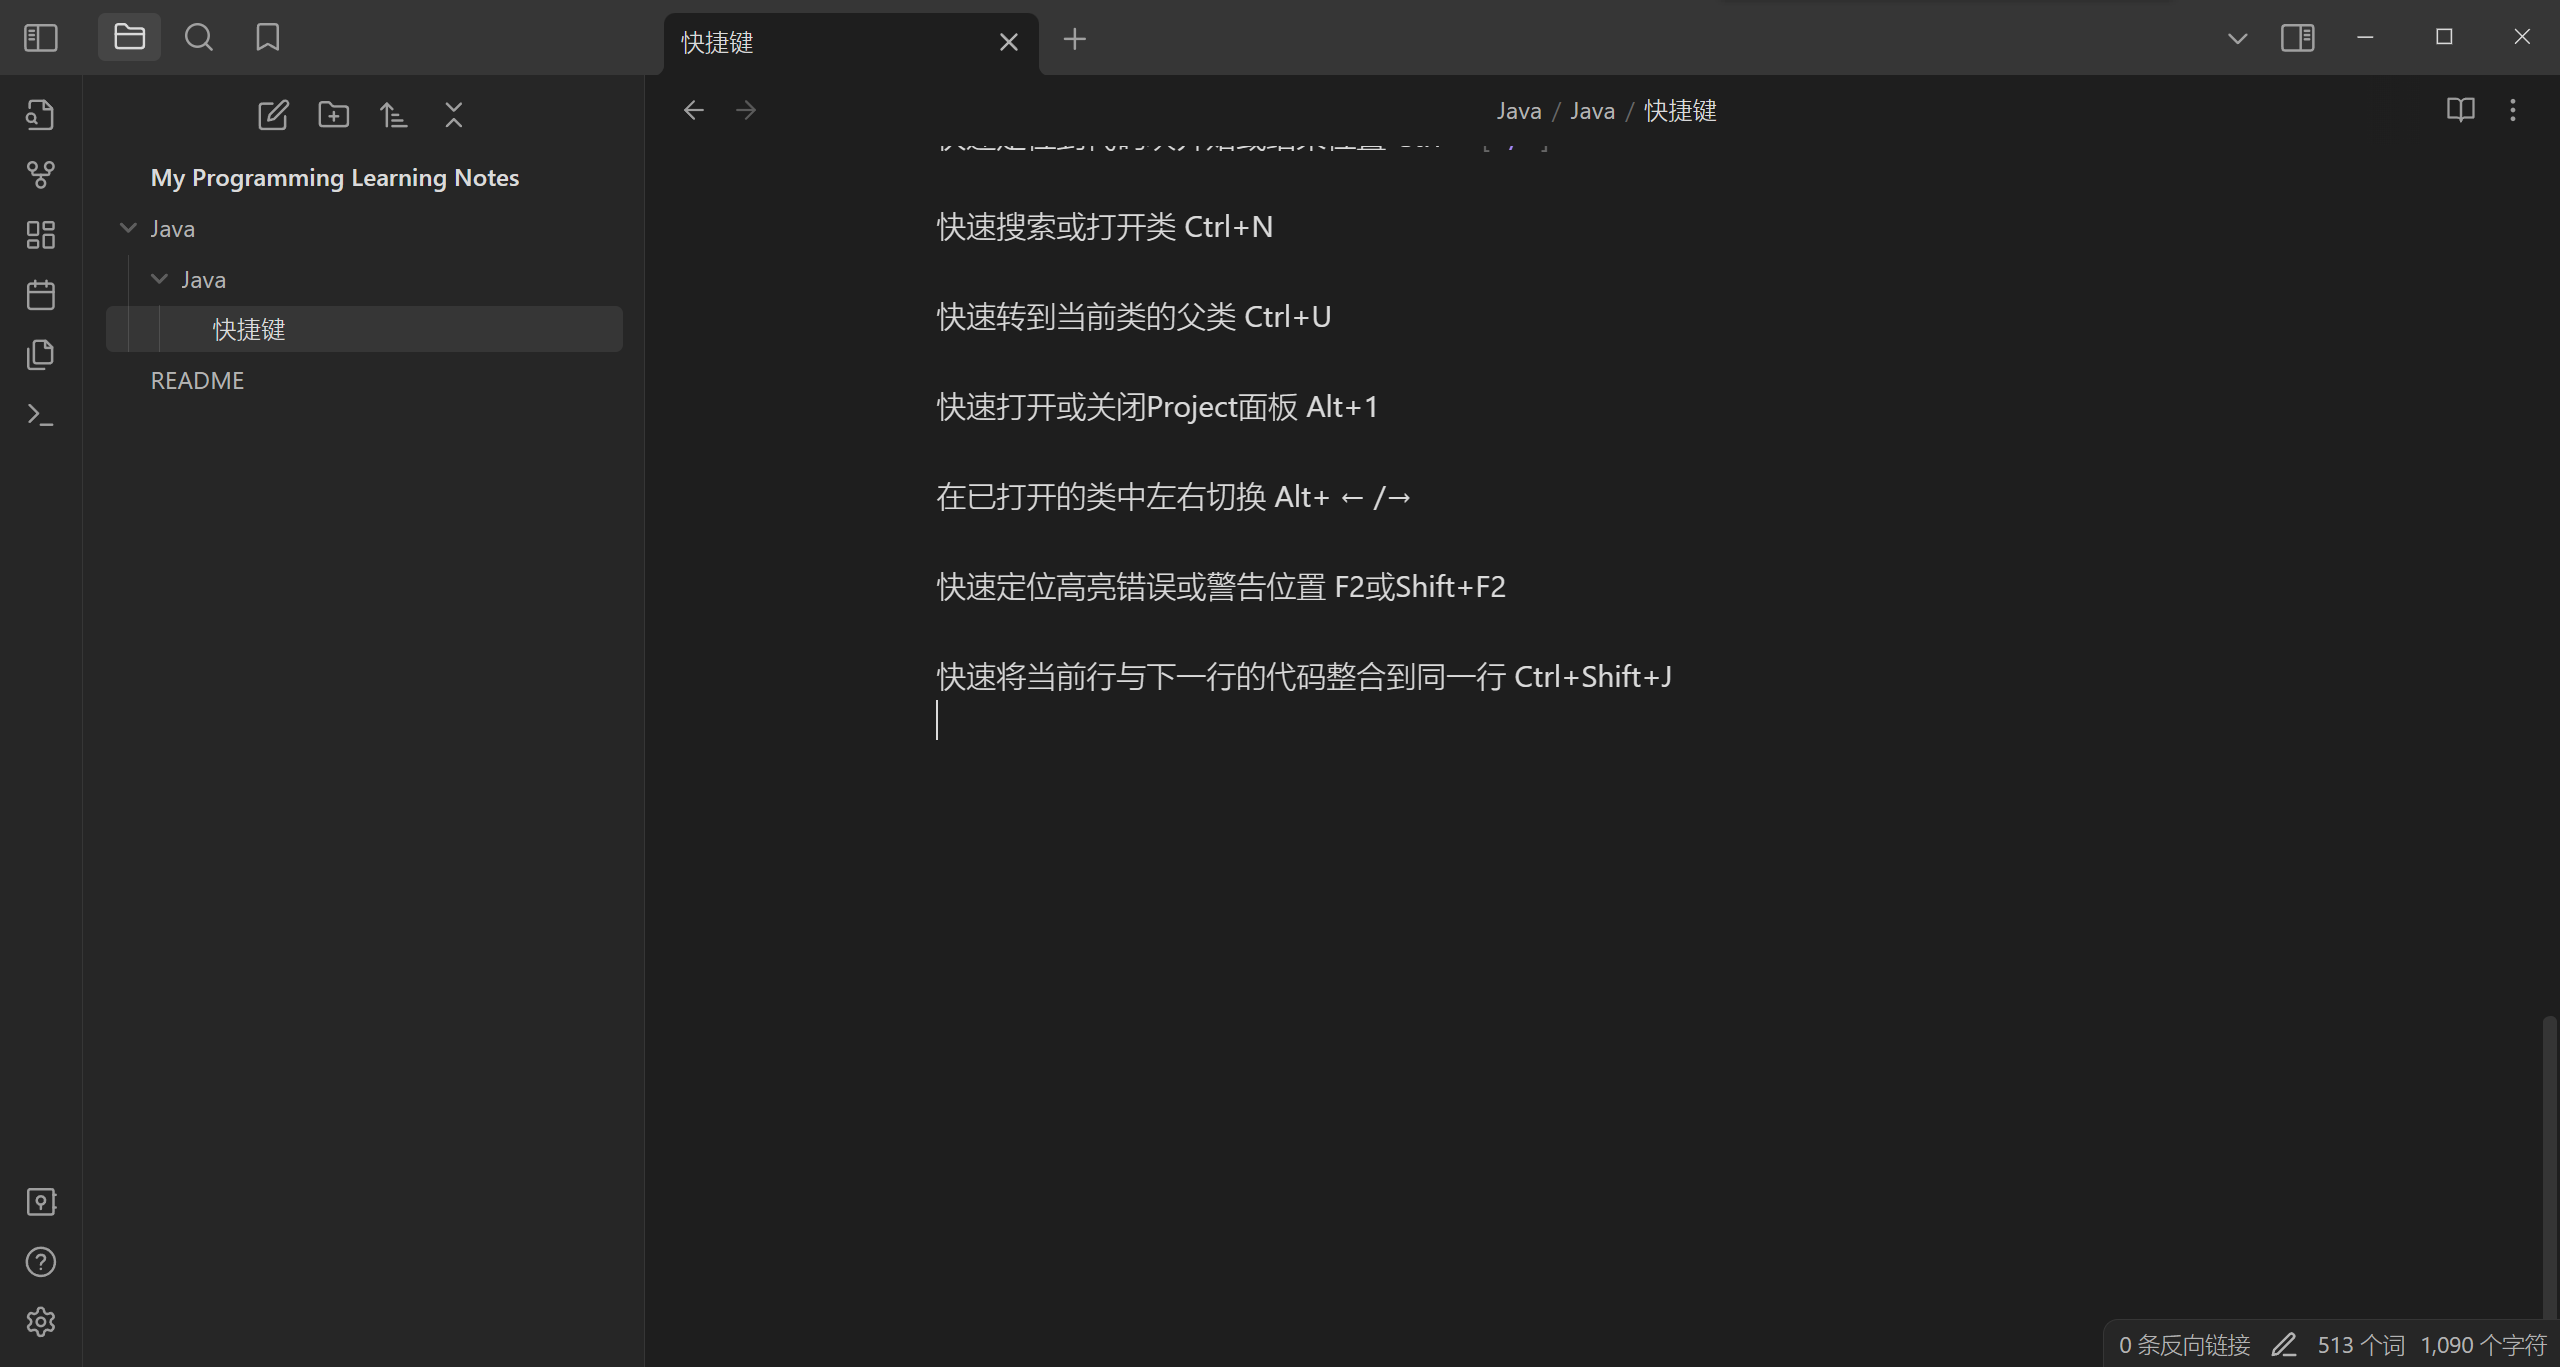 快捷键
Java / Java / 快捷键
My Programming Learning Notes
Java
Java
快捷键
README
快速搜索或打开类 Ctrl+N
快速转到当前类的父类 Ctrl+U
快速打开或关闭Project面板 Alt+1
在已打开的类中左右切换 Alt+ ← /→
快速定位高亮错误或警告位置 F2或Shift+F2
快速将当前行与下一行的代码整合到同一行 Ctrl+Shift+J
0 条反向链接 513 个词 1,090 个字符